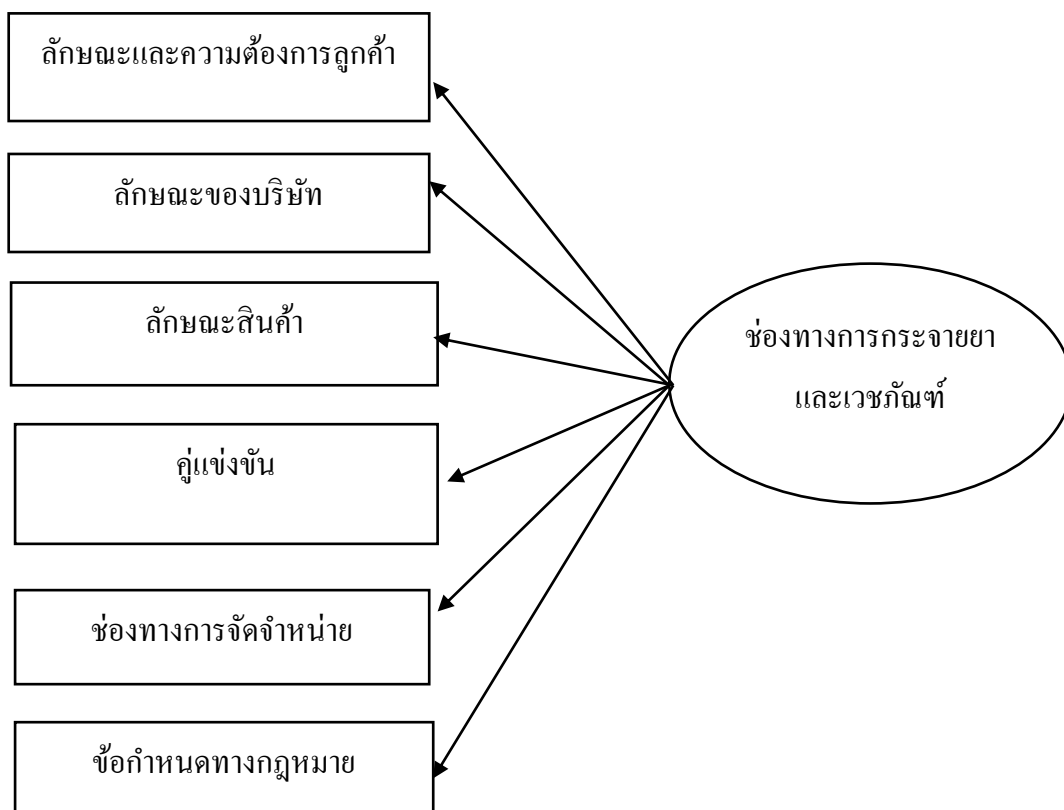 ลักษณะและความต้องการลูกค้า
ลักษณะของบริษัท
ลักษณะสินค้า
คู่แข่งขัน
ช่องทางการจัดจำหน่าย
ข้อกำหนดทางกฎหมาย
ช่องทางการกระจายยา
และเวชภัณฑ์